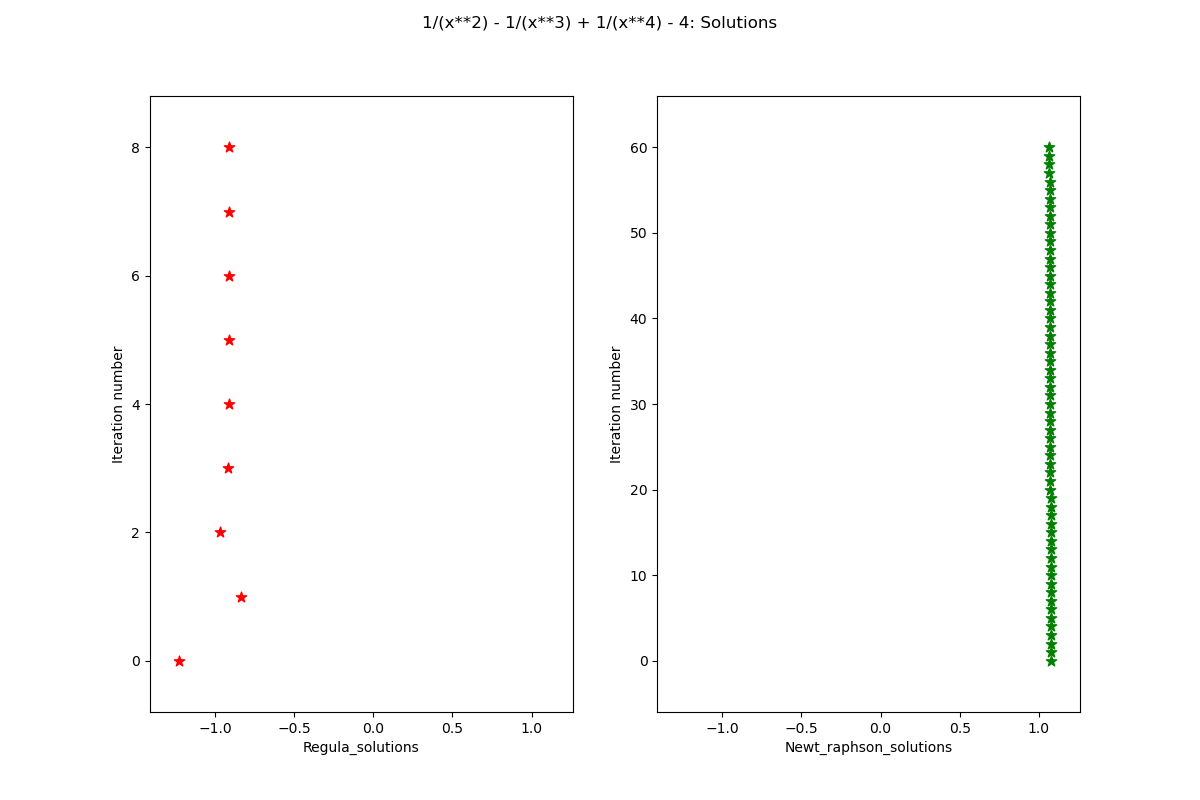 1/(x**2) - 1/(x**3) + 1/(x**4) - 4: Solutions
8
6
4
2
0
Iteration number
−1.0 −0.5 0.0 0.5 1.0
Regula_solutions
60
50
40
30
20
10
0
Iteration number
−1.0 −0.5 0.0 0.5 1.0
Newt_raphson_solutions